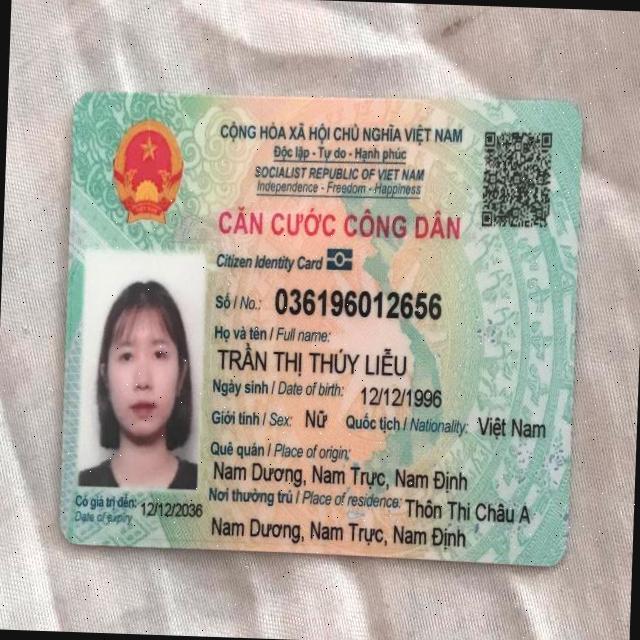 CỘNG HÒA XÃ HỘI CHỦ NGHĨA VIỆT NAM
Độc lập - Tự do - Hạnh phúc
SOCIALIST REPUBLIC OF VIET NAM
Independence - Freedom - Happiness
CĂN CƯỚC CÔNG DÂN
Citizen Identity Card
Số / No.: 036196012656
Họ và tên / Full name:
TRẦN THỊ THÚY LIỄU
Ngày sinh / Date of birth: 12/12/1996
Giới tính / Sex: Nữ Quốc tịch / Nationality: Việt Nam
Quê quán / Place of origin:
Nam Dương, Nam Trực, Nam Định
Nơi thường trú / Place of residence: Thôn Thi Châu A
Nam Dương, Nam Trực, Nam Định
Có giá trị đến: 12/12/2036
Date of expiry